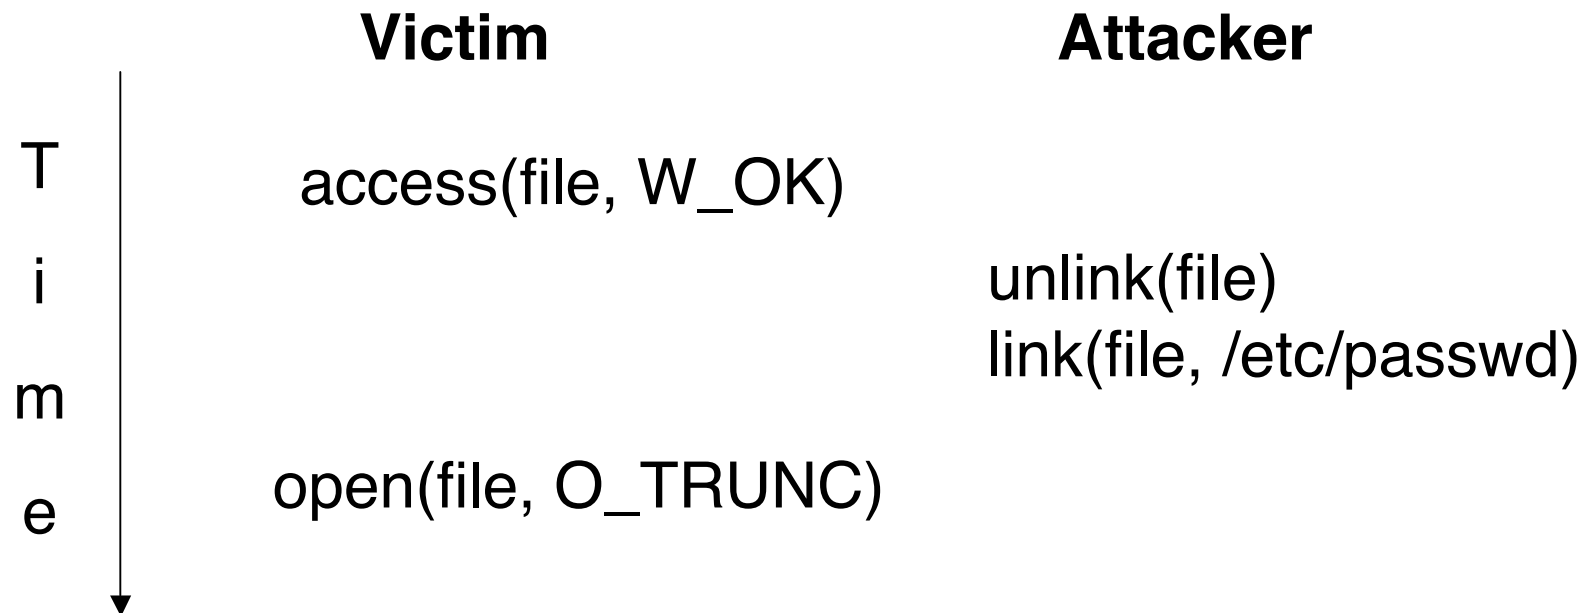 Victim Attacker
T
access(file, W_OK)
i
unlink(file)
link(file, /etc/passwd)
m
open(file, O_TRUNC)
e